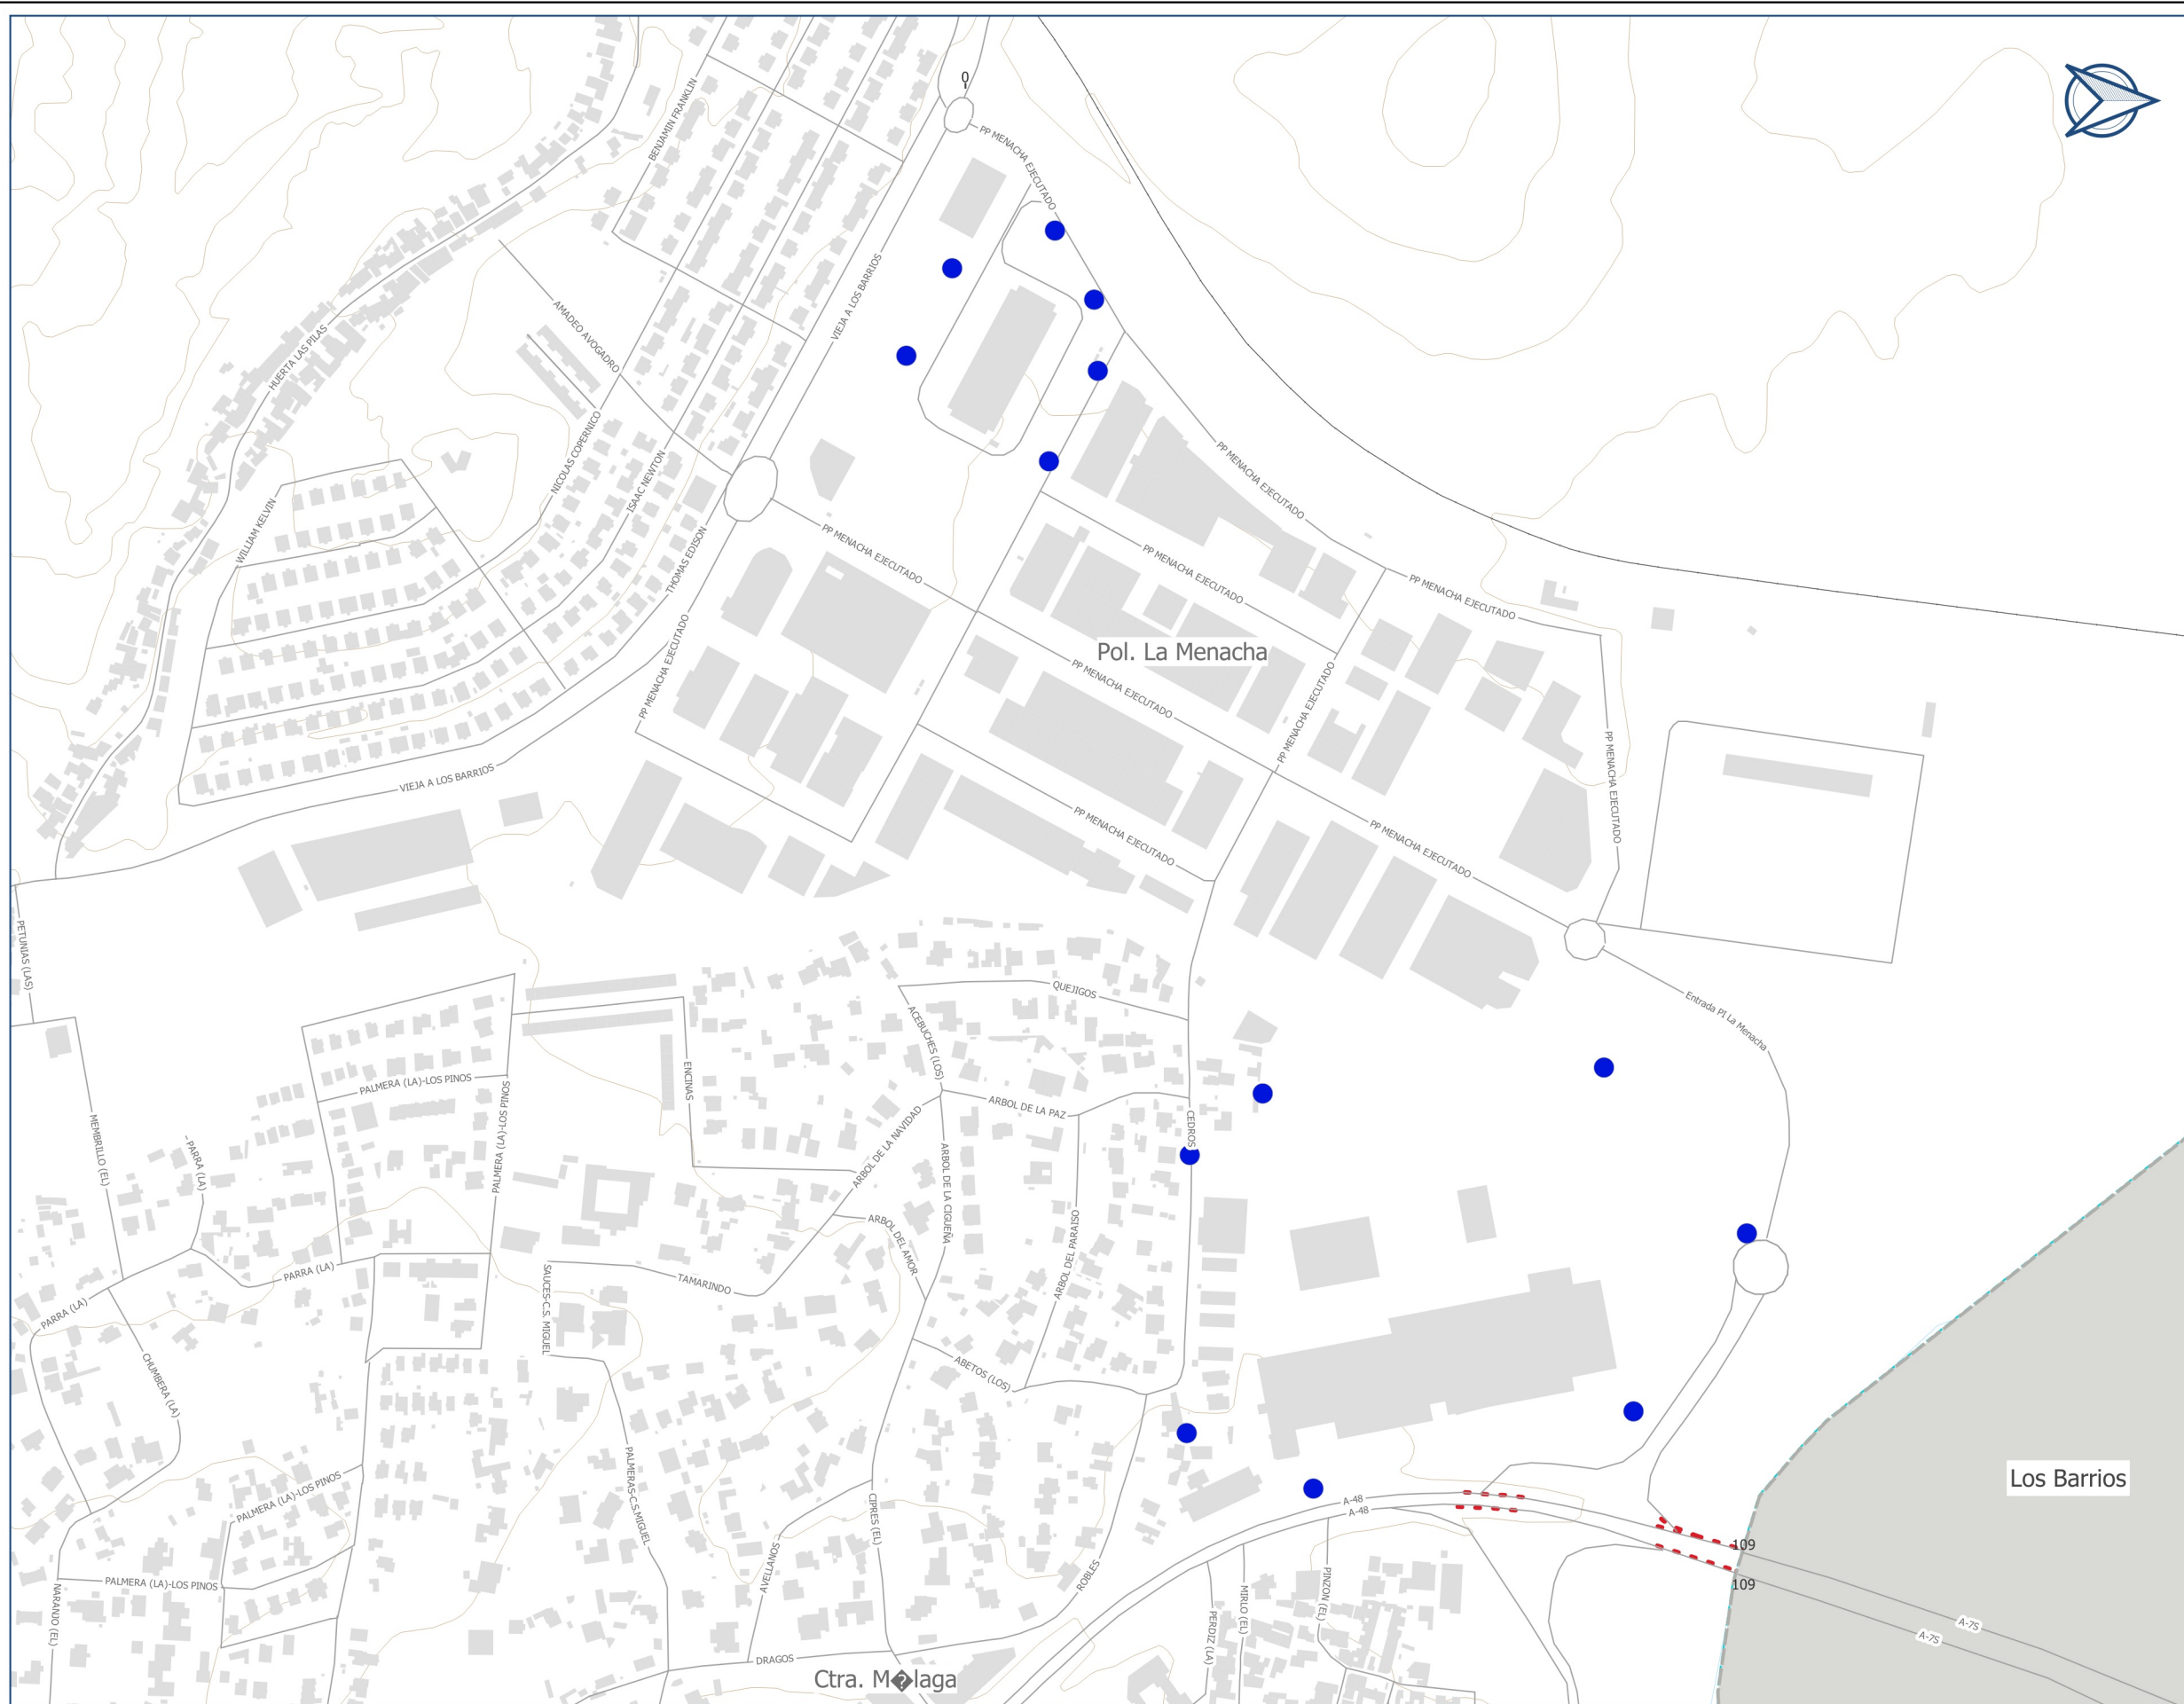 0
BENJAMIN FRANKLIN
PP MENACHA EJECUTADO
VIEJA A LOS BARRIOS
HUERTA LAS PILAS
AMADEO AVOGADRO
NICOLAS COPERNICO
ISAAC NEWTON
PP MENACHA EJECUTADO
WILLIAM KELVIN
THOMAS EDISON
PP MENACHA EJECUTADO
PP MENACHA EJECUTADO
PP MENACHA EJECUTADO
Pol. La Menacha
PP MENACHA EJECUTADO
PP MENACHA EJECUTADO
PP MENACHA EJECUTADO
VIEJA A LOS BARRIOS
PP MENACHA EJECUTADO
PP MENACHA EJECUTADO
PP MENACHA EJECUTADO
PETUNIAS (LAS)
QUEJIGOS
Entrada PI La Menacha
ACEBUCHES (LOS)
ENCINAS
PALMERA (LA)-LOS PINOS
ARBOL DE LA PAZ
MEMBRILLO (EL)
PALMERA (LA)-LOS PINOS
ARBOL DE LA NAVIDAD
CEDROS
- PARRA (LA)
ARBOL DE LA CIGUEÑA
ARBOL DEL AMOR
ARBOL DEL PARAISO
PARRA (LA)
TAMARINDO
SAUCES-C.S. MIGUEL
PARRA (LA)
CHUMBERA (LA)
ABETOS (LOS)
Los Barrios
PALMERA (LA)-LOS PINOS
PALMERAS-C.S.MIGUEL
CIPRES (EL)
A-48
A-48
109
109
AVELLANOS
ROBLES
PALMERA (LA)-LOS PINOS
NARANJO (EL)
PERDIZ (LA)
MIRLO (EL)
PINZON (EL)
A-7S
A-7S
DRAGOS
Ctra. M�laga